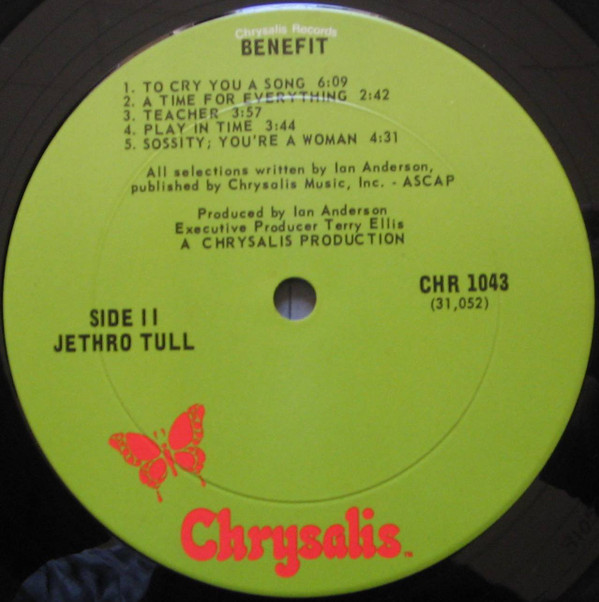 Chrysalis Records
BENEFIT
1. TO CRY YOU A SONG 6:09
2. A TIME FOR EVERYTHING 2:42
3. TEACHER 3:57
4. PLAY IN TIME 3:44
5. SOSSITY; YOU'RE A WOMAN 4:31
All selections written by Ian Anderson,
published by Chrysalis Music, Inc. - ASCAP
Produced by Ian Anderson
Executive Producer Terry Ellis
A CHRYSALIS PRODUCTION
CHR 1043
(31,052)
SIDE II
JETHRO TULL
Chrysalis™